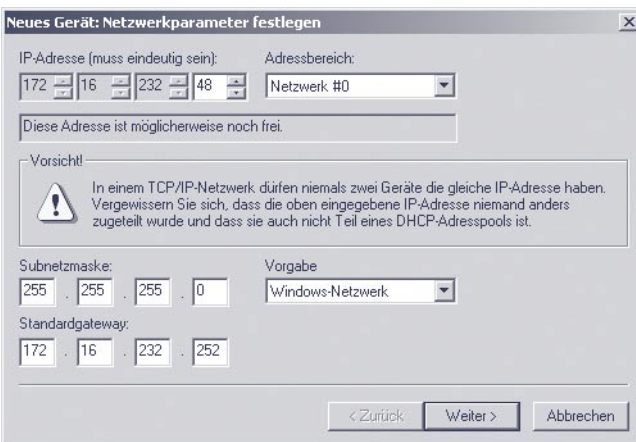 Neues Gerät: Netzwerkparameter festlegen
IP-Adresse (muss eindeutig sein):
Adressbereich:
172 16 232 48
Netzwerk #0
Diese Adresse ist möglicherweise noch frei.
Vorsicht!
In einem TCP/IP-Netzwerk dürfen niemals zwei Geräte die gleiche IP-Adresse haben.
Vergewissern Sie sich, dass die oben eingegebene IP-Adresse niemand anders
zugeteilt wurde und dass sie auch nicht Teil eines DHCP-Adresspools ist.
Subnetzmaske:
Vorgabe
255 . 255 . 255 . 0
Windows-Netzwerk
Standardgateway:
172 . 16 . 232 . 252
< Zurück
Weiter >
Abbrechen